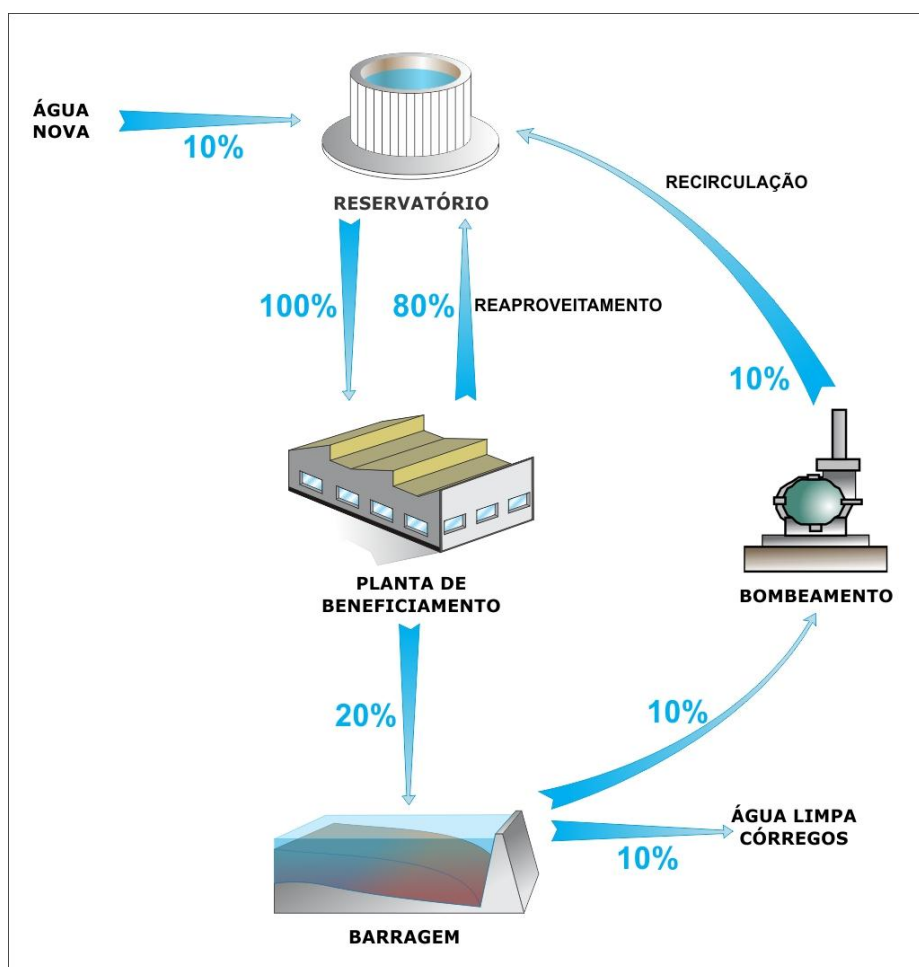 ÁGUA
NOVA
10%
RESERVATÓRIO
RECIRCULAÇÃO
100%
80%
REAPROVEITAMENTO
10%
PLANTA DE
BENEFICIAMENTO
BOMBEAMENTO
20%
10%
ÁGUA LIMPA
CÓRREGOS
10%
BARRAGEM